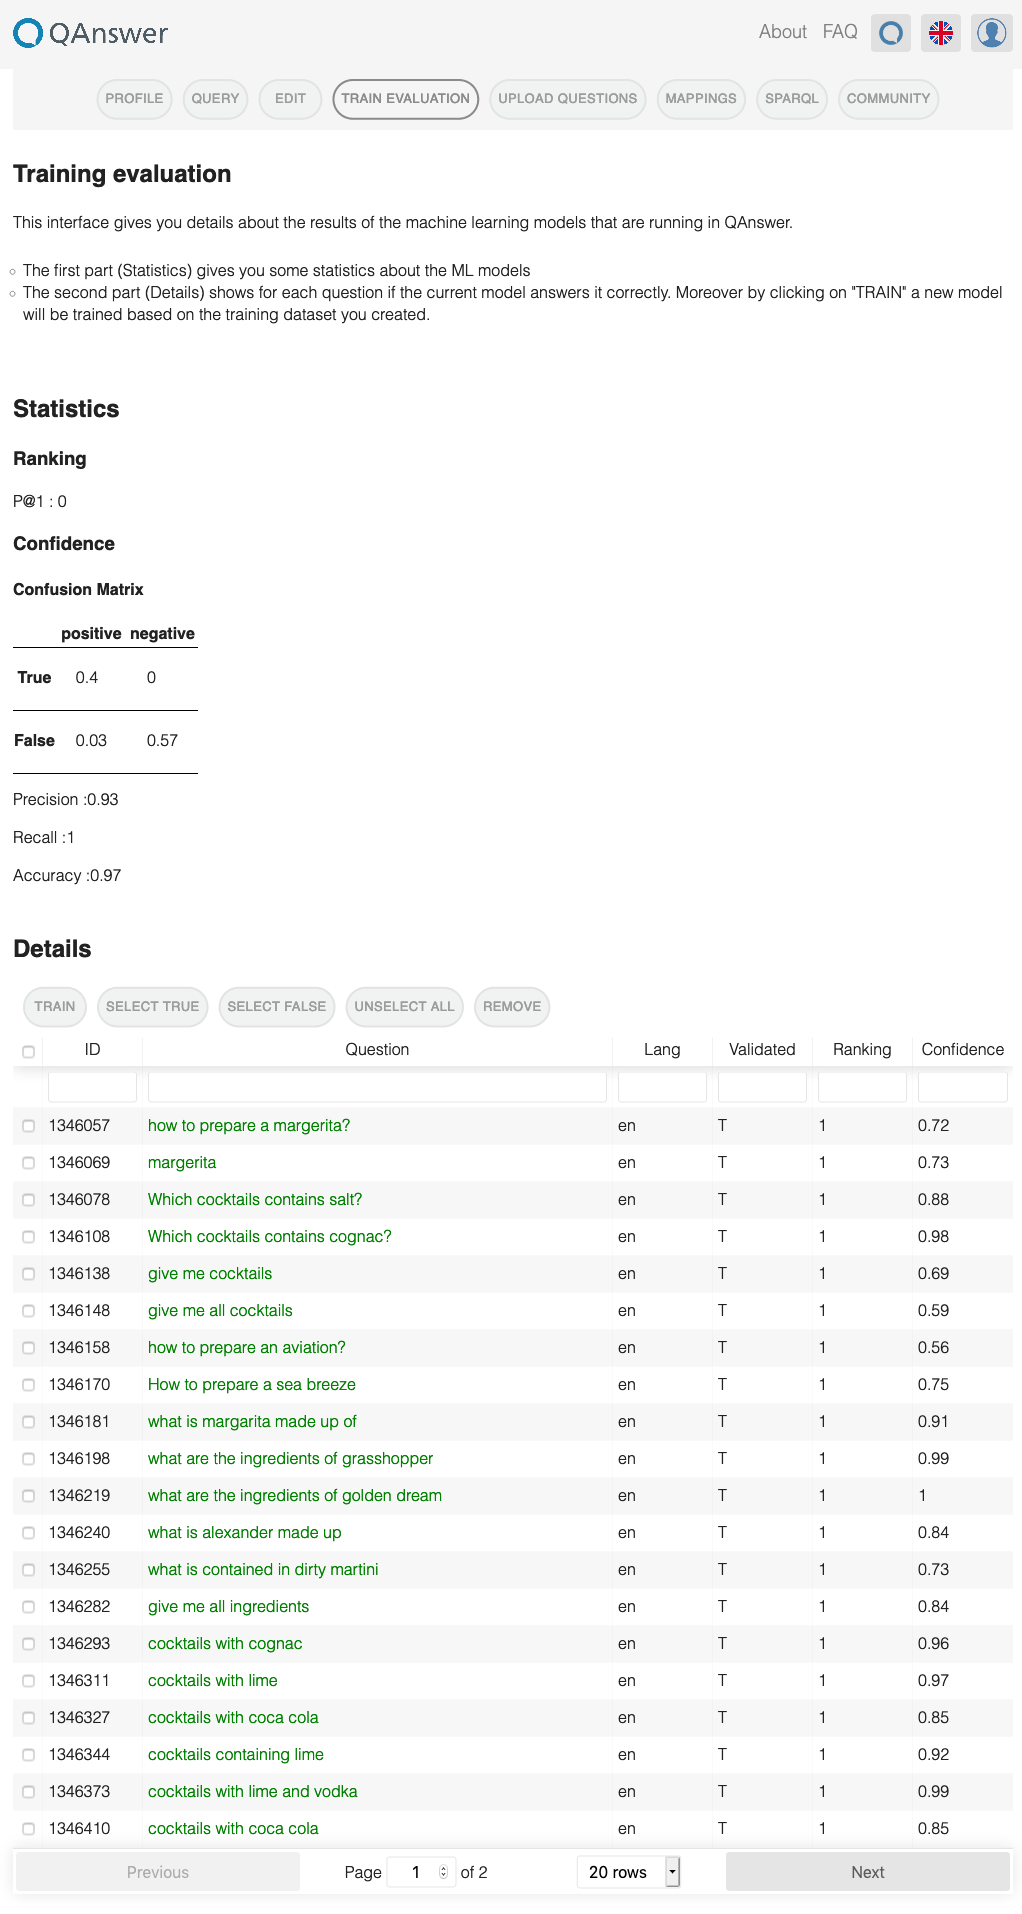 QAnswer
About FAQ
PROFILE QUERY EDIT TRAIN EVALUATION UPLOAD QUESTIONS MAPPINGS SPARQL COMMUNITY
Training evaluation
This interface gives you details about the results of the machine learning models that are running in QAnswer.
The first part (Statistics) gives you some statistics about the ML models
The second part (Details) shows for each question if the current model answers it correctly. Moreover by clicking on "TRAIN" a new model
will be trained based on the training dataset you created.
Statistics
Ranking
P@1 : 0
Confidence
Confusion Matrix
positive negative
True 0.4 0
False 0.03 0.57
Precision :0.93
Recall :1
Accuracy :0.97
Details
TRAIN SELECT TRUE SELECT FALSE UNSELECT ALL REMOVE
ID Question Lang Validated Ranking Confidence
1346057 how to prepare a margerita? en T 1 0.72
1346069 margerita en T 1 0.73
1346078 Which cocktails contains salt? en T 1 0.88
1346108 Which cocktails contains cognac? en T 1 0.98
1346138 give me cocktails en T 1 0.69
1346148 give me all cocktails en T 1 0.59
1346158 how to prepare an aviation? en T 1 0.56
1346170 How to prepare a sea breeze en T 1 0.75
1346181 what is margarita made up of en T 1 0.91
1346198 what are the ingredients of grasshopper en T 1 0.99
1346219 what are the ingredients of golden dream en T 1 1
1346240 what is alexander made up en T 1 0.84
1346255 what is contained in dirty martini en T 1 0.73
1346282 give me all ingredients en T 1 0.84
1346293 cocktails with cognac en T 1 0.96
1346311 cocktails with lime en T 1 0.97
1346327 cocktails with coca cola en T 1 0.85
1346344 cocktails containing lime en T 1 0.92
1346373 cocktails with lime and vodka en T 1 0.99
1346410 cocktails with coca cola en T 1 0.85
Previous Page 1 of 2 20 rows Next